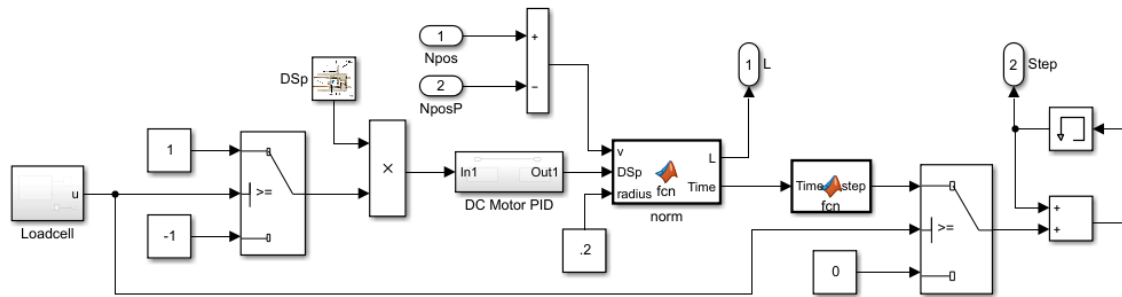 1
Npos
2
NposP
+
−
DSp
1
L
2
Step
1
>=
-1
u
Loadcell
×
In1
Out1
DC Motor PID
v
DSp
radius
fcn
L
Time
norm
.2
Time
step
fcn
>=
0
+
+